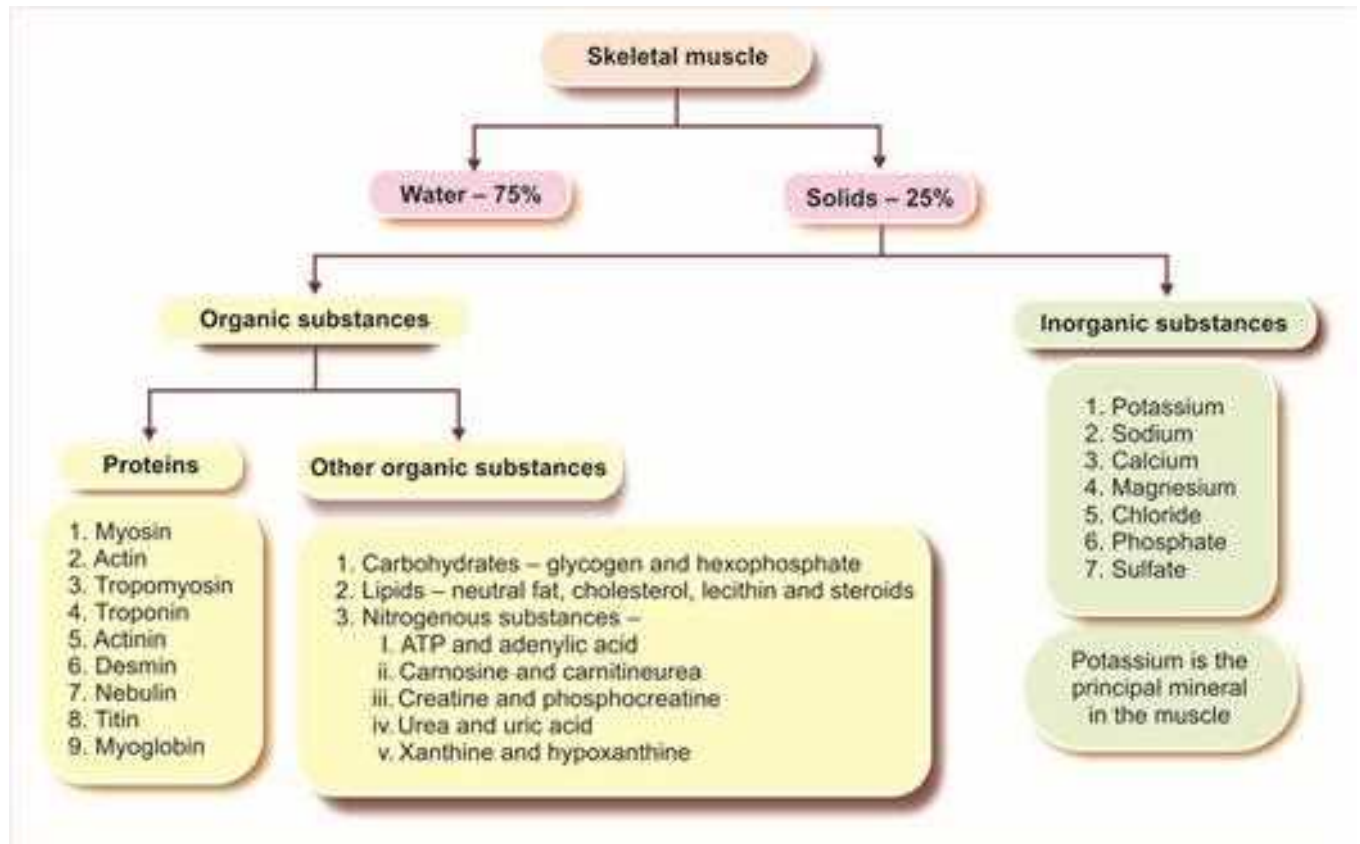 Skeletal muscle
Water – 75%
Solids – 25%
Organic substances
Inorganic substances
Proteins
Other organic substances
1. Myosin
2. Actin
3. Tropomyosin
4. Troponin
5. Actinin
6. Desmin
7. Nebulin
8. Titin
9. Myoglobin
1. Carbohydrates – glycogen and hexophosphate
2. Lipids – neutral fat, cholesterol, lecithin and steroids
3. Nitrogenous substances –
I. ATP and adenylic acid
ii. Carnosine and carnitineurea
iii. Creatine and phosphocreatine
iv. Urea and uric acid
v. Xanthine and hypoxanthine
1. Potassium
2. Sodium
3. Calcium
4. Magnesium
5. Chloride
6. Phosphate
7. Sulfate
Potassium is the
principal mineral
in the muscle